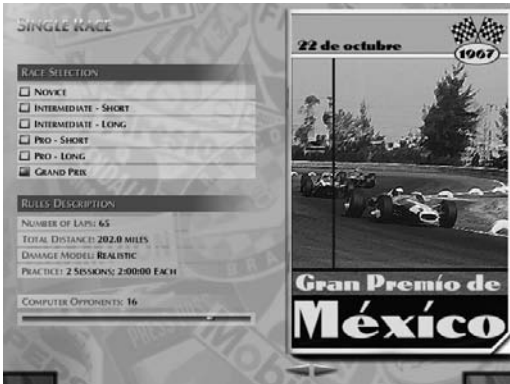 SINGLE RACE
RACE SELECTION
NOVICE
INTERMEDIATE - SHORT
INTERMEDIATE - LONG
PRO - SHORT
PRO - LONG
GRAND PRIX
RULES DESCRIPTION
NUMBER OF LAPS: 65
TOTAL DISTANCE: 202.0 MILES
DAMAGE MODEL: REALISTIC
PRACTICE: 2 SESSIONS; 2:00:00 EACH
COMPUTER OPPONENTS: 16
22 de octubre
1967
Gran Premio de
México